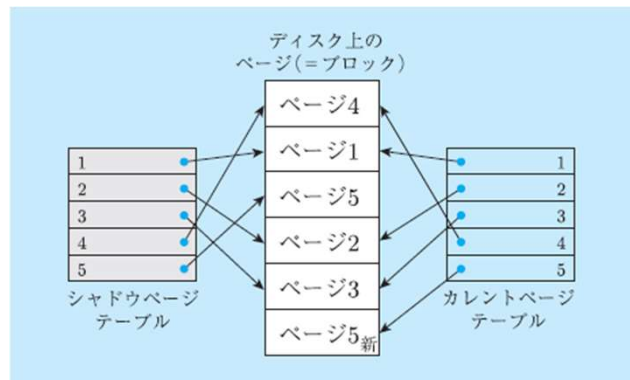 ディスク上の
ページ(=ブロック)
ページ4
ページ1
ページ5
ページ2
ページ3
ページ5新
1
2
3
4
5
シャドウページ
テーブル
1
2
3
4
5
カレントページ
テーブル